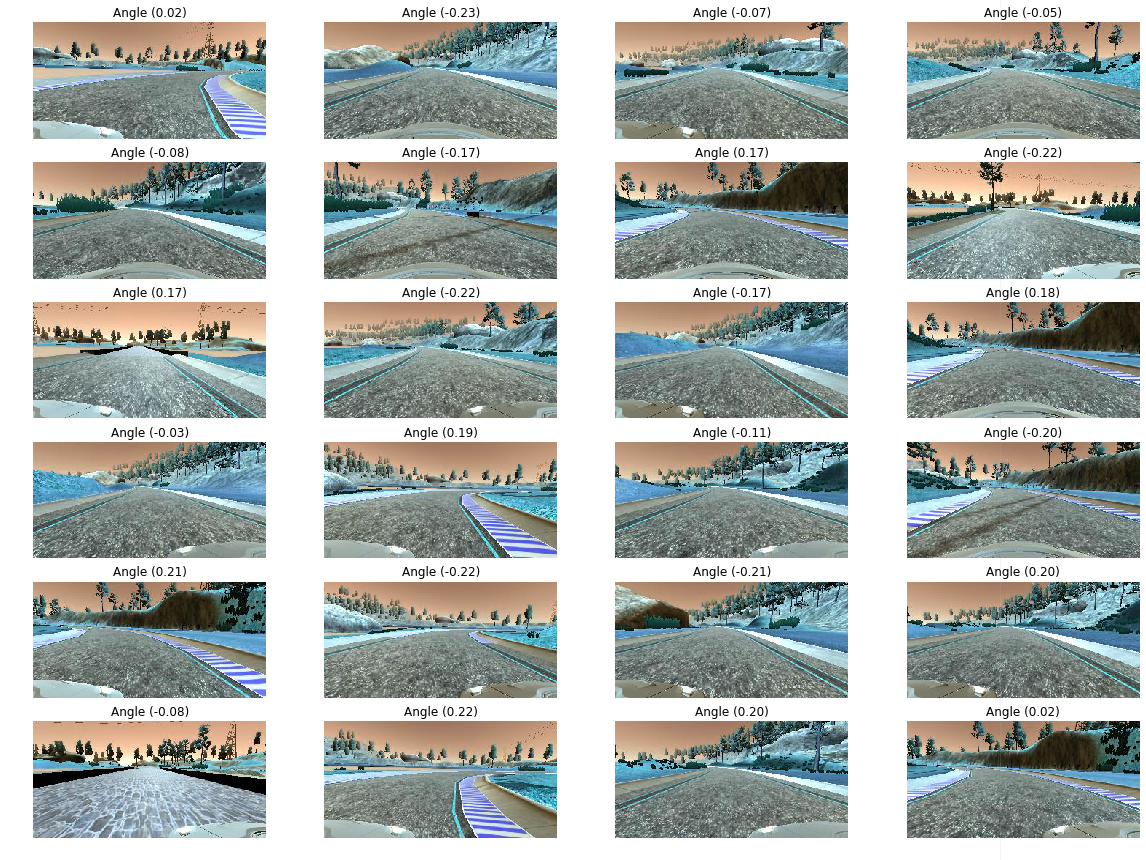 Angle (0.02)
Angle (-0.23)
Angle (-0.07)
Angle (-0.05)
Angle (-0.08)
Angle (-0.17)
Angle (0.17)
Angle (-0.22)
Angle (0.17)
Angle (-0.22)
Angle (-0.17)
Angle (0.18)
Angle (-0.03)
Angle (0.19)
Angle (-0.11)
Angle (-0.20)
Angle (0.21)
Angle (-0.22)
Angle (-0.21)
Angle (0.20)
Angle (-0.08)
Angle (0.22)
Angle (0.20)
Angle (0.02)